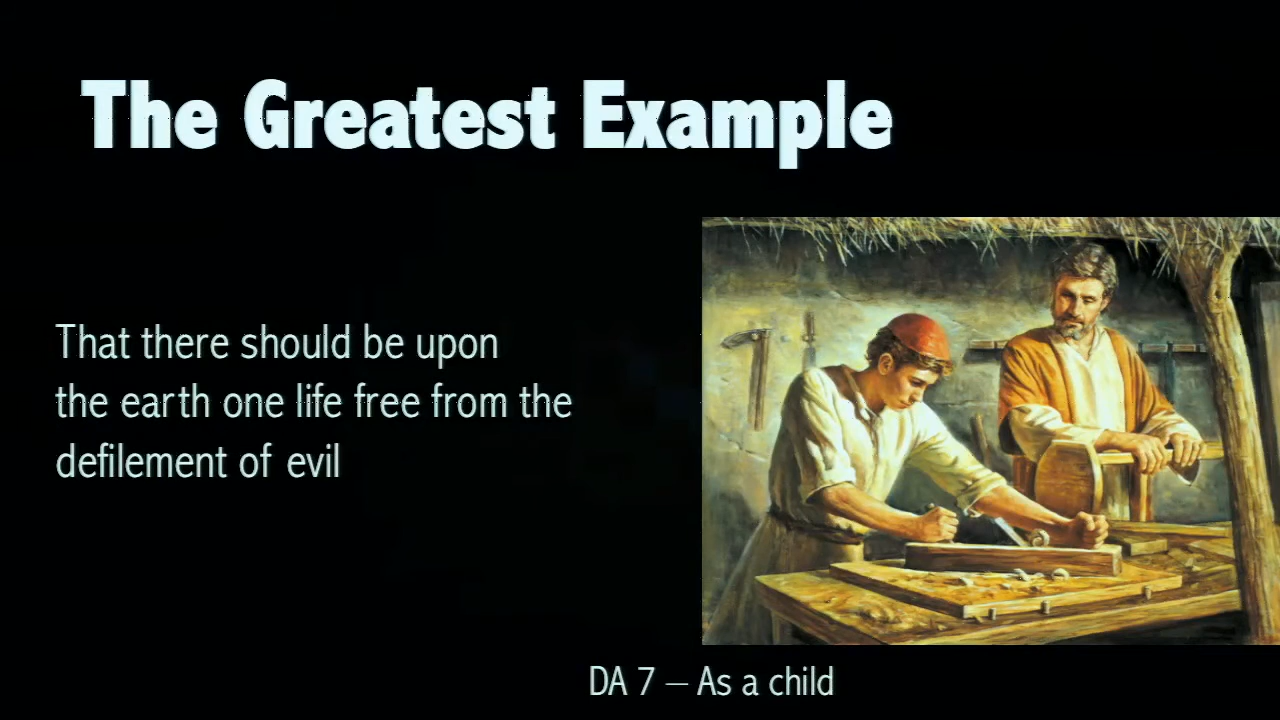 The Greatest Example
That there should be upon
the earth one life free from the
defilement of evil
DA 7 – As a child